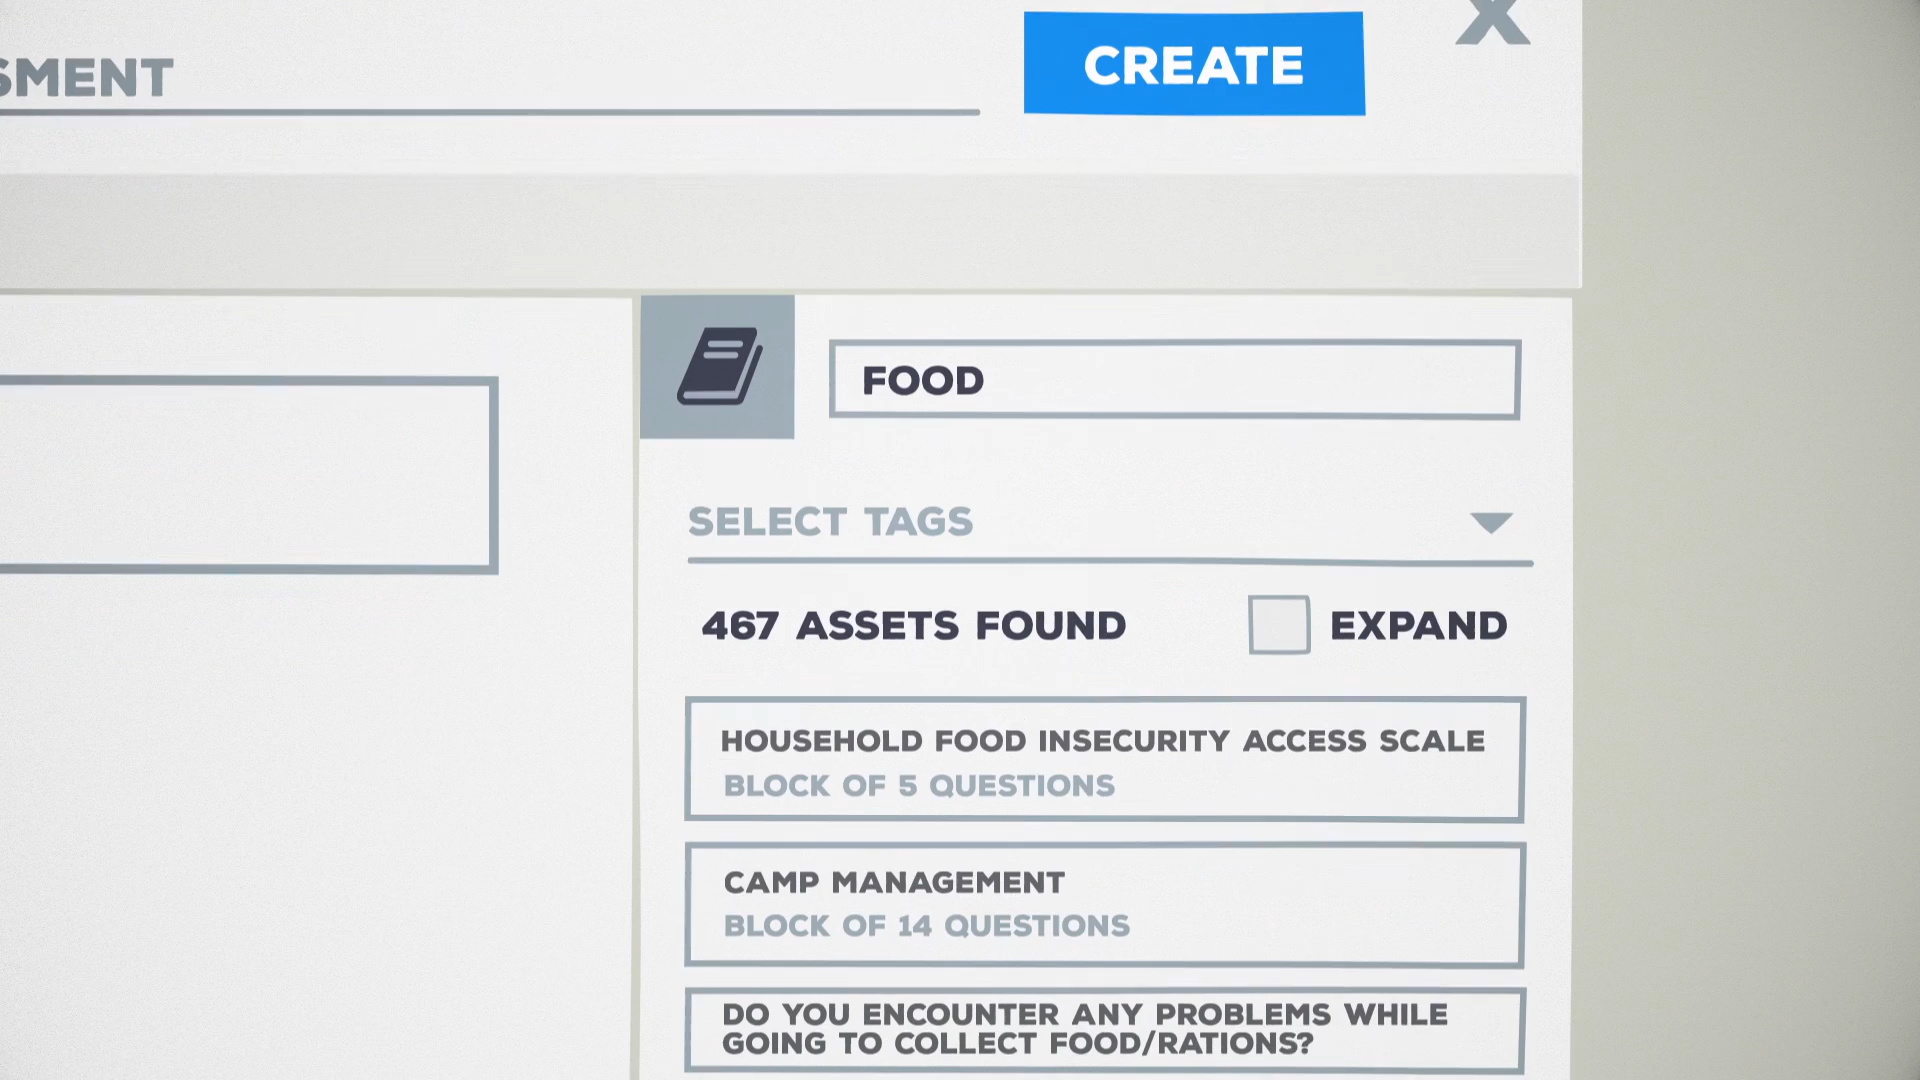 SMENT
CREATE
X
FOOD
SELECT TAGS
467 ASSETS FOUND
EXPAND
HOUSEHOLD FOOD INSECURITY ACCESS SCALE
BLOCK OF 5 QUESTIONS
CAMP MANAGEMENT
BLOCK OF 14 QUESTIONS
DO YOU ENCOUNTER ANY PROBLEMS WHILE
GOING TO COLLECT FOOD/RATIONS?